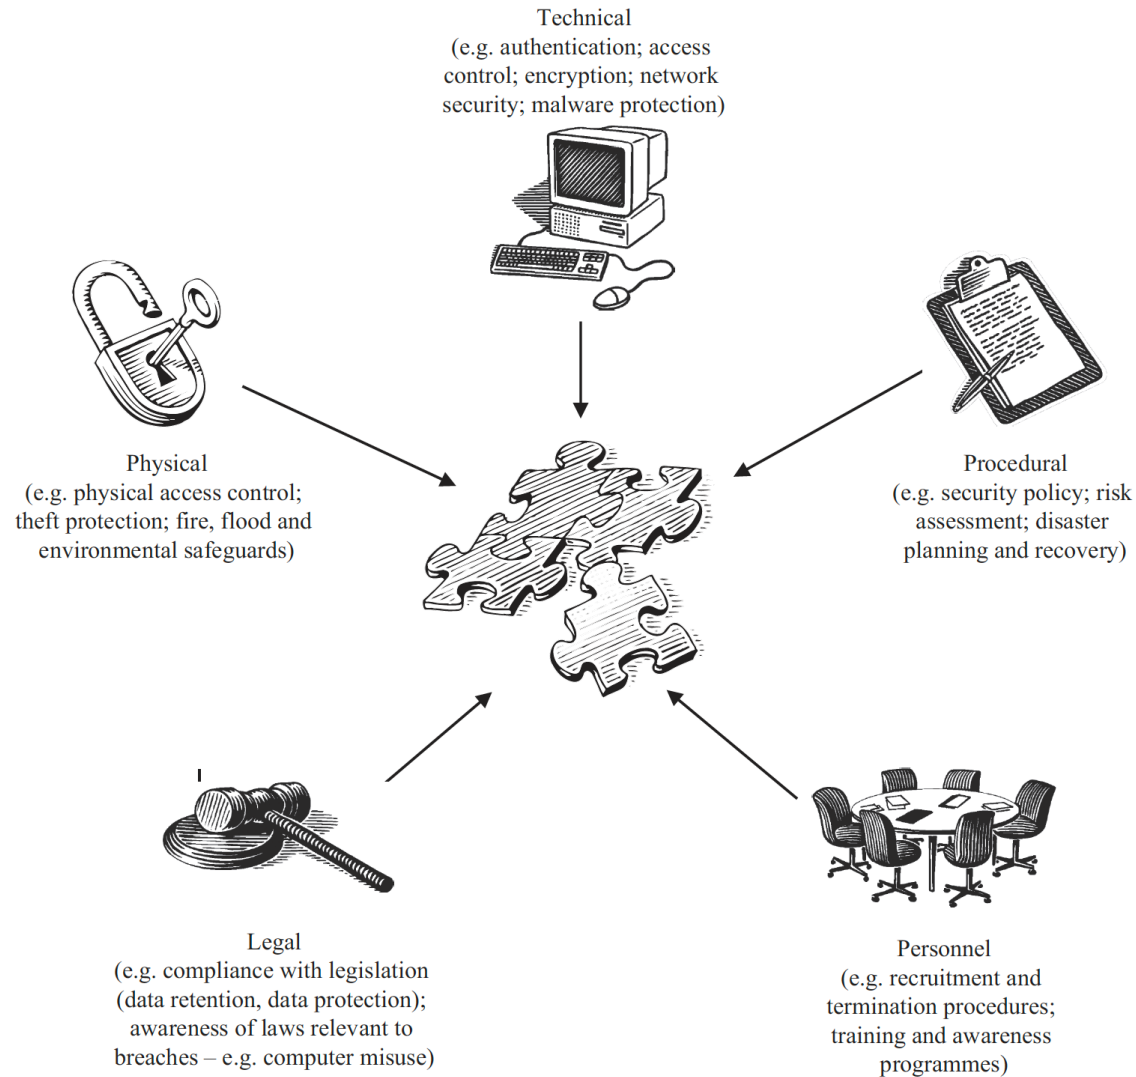 Technical
(e.g. authentication; access
control; encryption; network
security; malware protection)
Physical
(e.g. physical access control;
theft protection; fire, flood and
environmental safeguards)
Procedural
(e.g. security policy; risk
assessment; disaster
planning and recovery)
Legal
(e.g. compliance with legislation
(data retention, data protection);
awareness of laws relevant to
breaches – e.g. computer misuse)
Personnel
(e.g. recruitment and
termination procedures;
training and awareness
programmes)